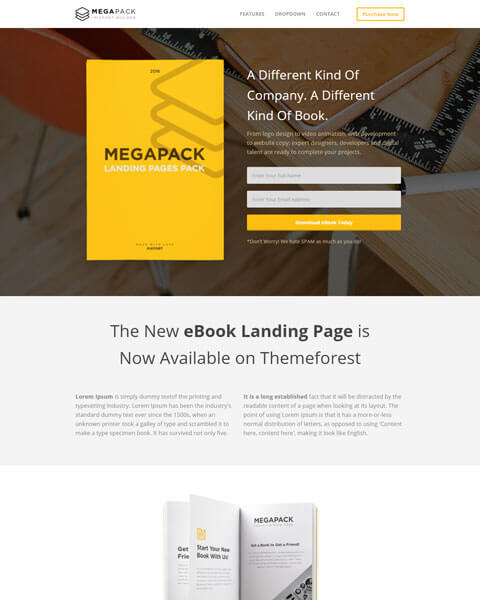 MEGAPACK
FEATURES DROPDOWN CONTACT Purchase Now
2018
MEGAPACK
LANDING PAGES PACK
A Different Kind Of
Company. A Different
Kind Of Book.
From logo design to video animation, web development
to website copy; expert designers, developers and digital
talent are ready to complete your projects.
Enter Your Full Name
Enter Your Email Address
Download eBook Today
*Don't Worry! We hate SPAM as much as you do!
MADE WITH LOVE
The New eBook Landing Page is
Now Available on Themeforest
Lorem Ipsum is simply dummy textof the printing and
typesetting industry. Lorem Ipsum has been the industry's
standard dummy text ever since the 1500s, when an
unknown printer took a galley of type and scrambled it to
make a type specimen book. It has survived not only five.
It is a long established fact that it will be distracted by the
readable content of a page when looking at its layout. The
point of using Lorem Ipsum is that it has a more-or-less
normal distribution of letters, as opposed to using 'Content
here, content here', making it look like English.
Get
Frie
Start Your New
Book With Us!
MEGAPACK
Get a Book to Get a Friend!